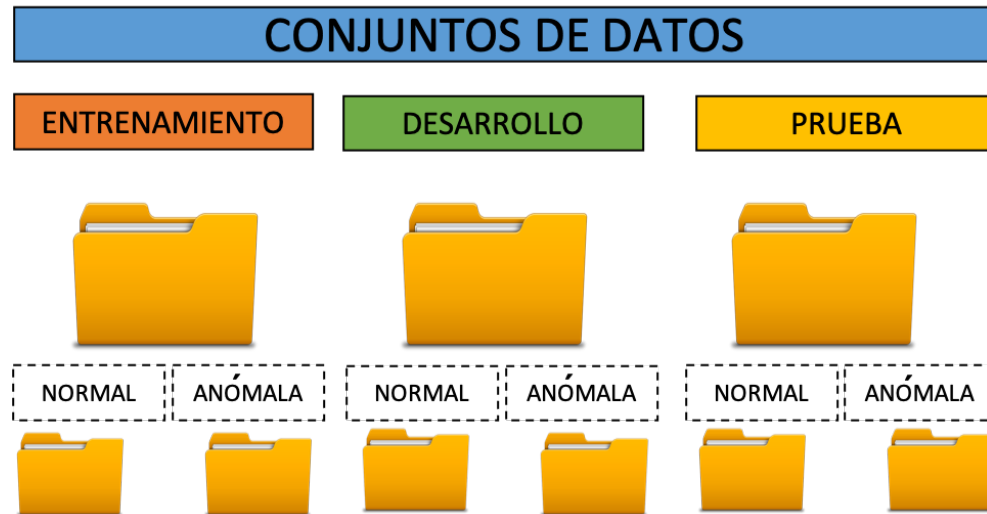 CONJUNTOS DE DATOS
ENTRENAMIENTO
DESARROLLO
PRUEBA
NORMAL
ANÓMALA
NORMAL
ANÓMALA
NORMAL
ANÓMALA